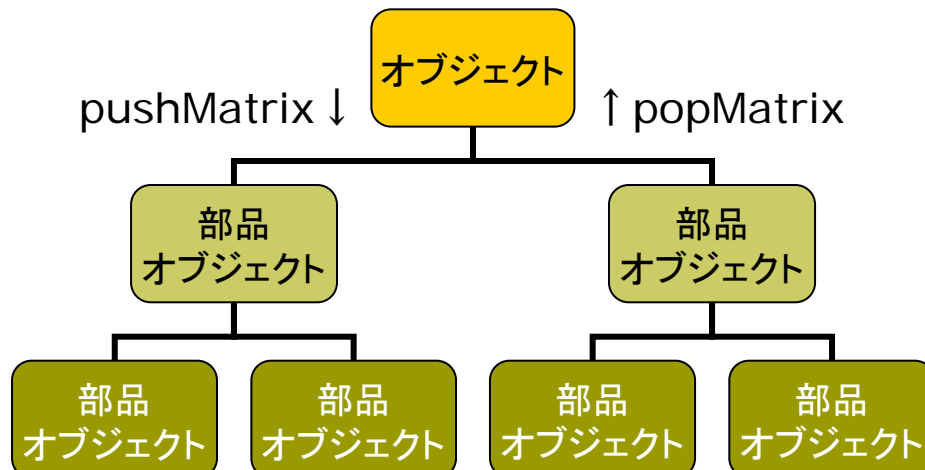 オブジェクト
pushMatrix ↓
↑ popMatrix
部品
オブジェクト
部品
オブジェクト
部品
オブジェクト
部品
オブジェクト
部品
オブジェクト
部品
オブジェクト